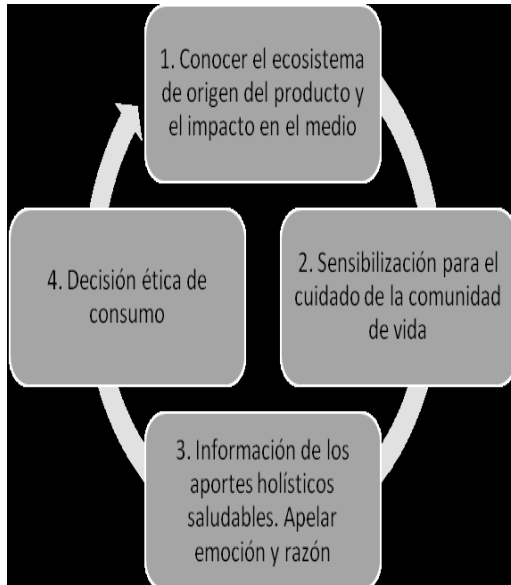 1. Conocer el ecosistema
de origen del producto y
el impacto en el medio
2. Sensibilización para el
cuidado de la comunidad
de vida
3. Información de los
aportes holísticos
saludables. Apelar
emoción y razón
4. Decisión ética de
consumo